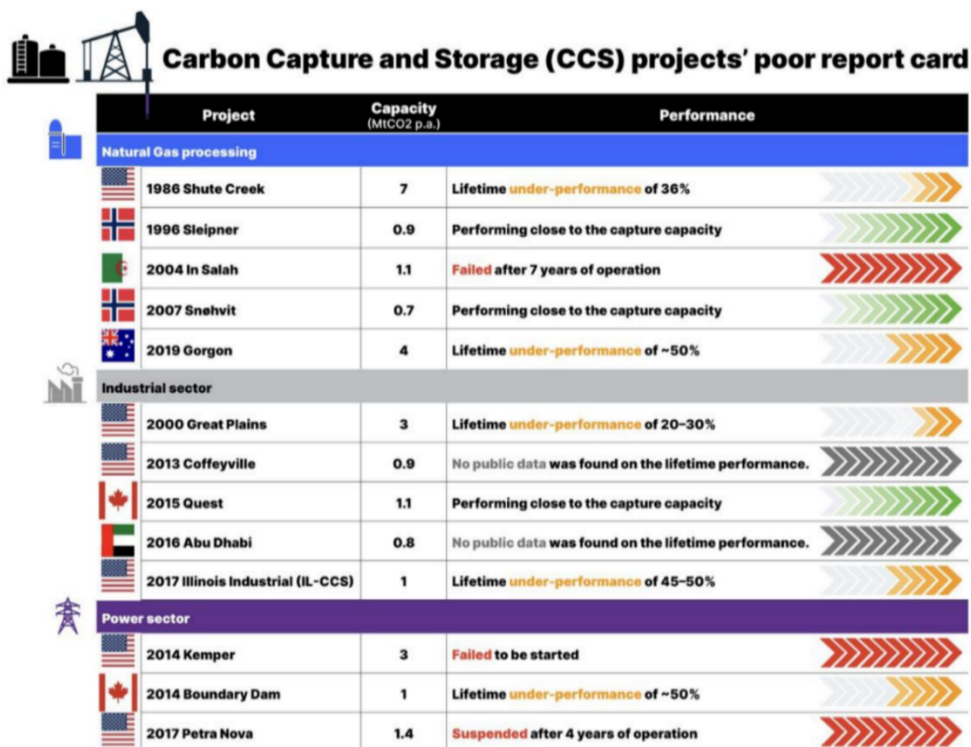 Carbon Capture and Storage (CCS) projects' poor report card
Project Capacity (MtCO2 p.a.) Performance
Natural Gas processing
1986 Shute Creek 7 Lifetime under-performance of 36%
1996 Sleipner 0.9 Performing close to the capture capacity
2004 In Salah 1.1 Failed after 7 years of operation
2007 Snøhvit 0.7 Performing close to the capture capacity
2019 Gorgon 4 Lifetime under-performance of ~50%
Industrial sector
2000 Great Plains 3 Lifetime under-performance of 20–30%
2013 Coffeyville 0.9 No public data was found on the lifetime performance.
2015 Quest 1.1 Performing close to the capture capacity
2016 Abu Dhabi 0.8 No public data was found on the lifetime performance.
2017 Illinois Industrial (IL-CCS) 1 Lifetime under-performance of 45–50%
Power sector
2014 Kemper 3 Failed to be started
2014 Boundary Dam 1 Lifetime under-performance of ~50%
2017 Petra Nova 1.4 Suspended after 4 years of operation